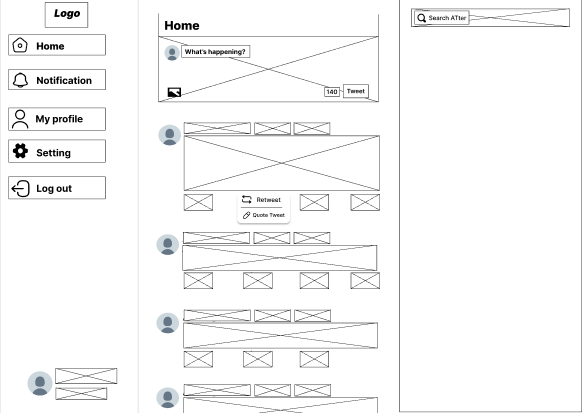 Logo
Home
Notification
My profile
Setting
Log out
Home
What's happening?
140
Tweet
Retweet
Quote Tweet
Search ATter